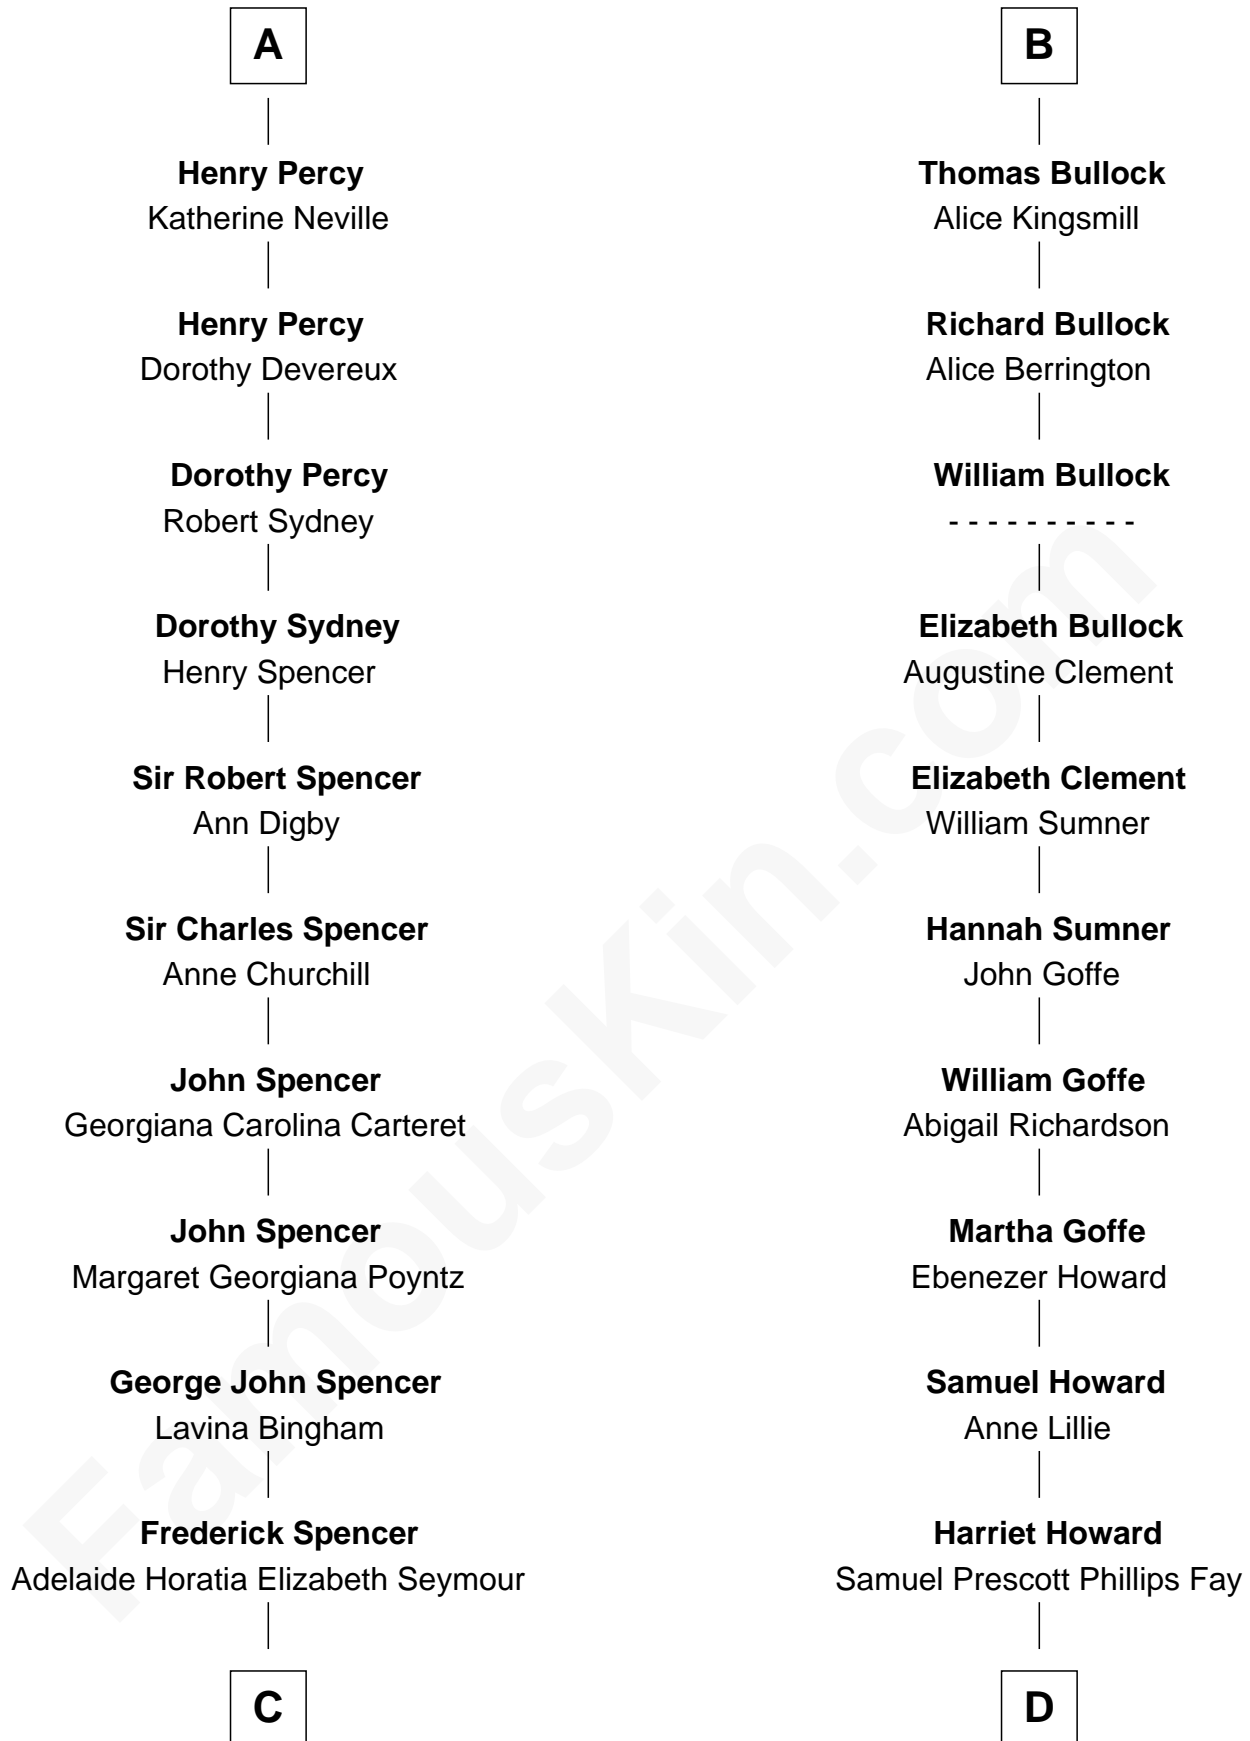 A
B
Henry Percy
Katherine Neville
Thomas Bullock
Alice Kingsmill
Henry Percy
Dorothy Devereux
Richard Bullock
Alice Berrington
Dorothy Percy
Robert Sydney
William Bullock
- - - - - - - - - -
Dorothy Sydney
Henry Spencer
Elizabeth Bullock
Augustine Clement
Sir Robert Spencer
Ann Digby
Elizabeth Clement
William Sumner
Sir Charles Spencer
Anne Churchill
Hannah Sumner
John Goffe
John Spencer
Georgiana Carolina Carteret
William Goffe
Abigail Richardson
John Spencer
Margaret Georgiana Poyntz
Martha Goffe
Ebenezer Howard
George John Spencer
Lavina Bingham
Samuel Howard
Anne Lillie
Frederick Spencer
Adelaide Horatia Elizabeth Seymour
Harriet Howard
Samuel Prescott Phillips Fay
C
D
FamousKin.com